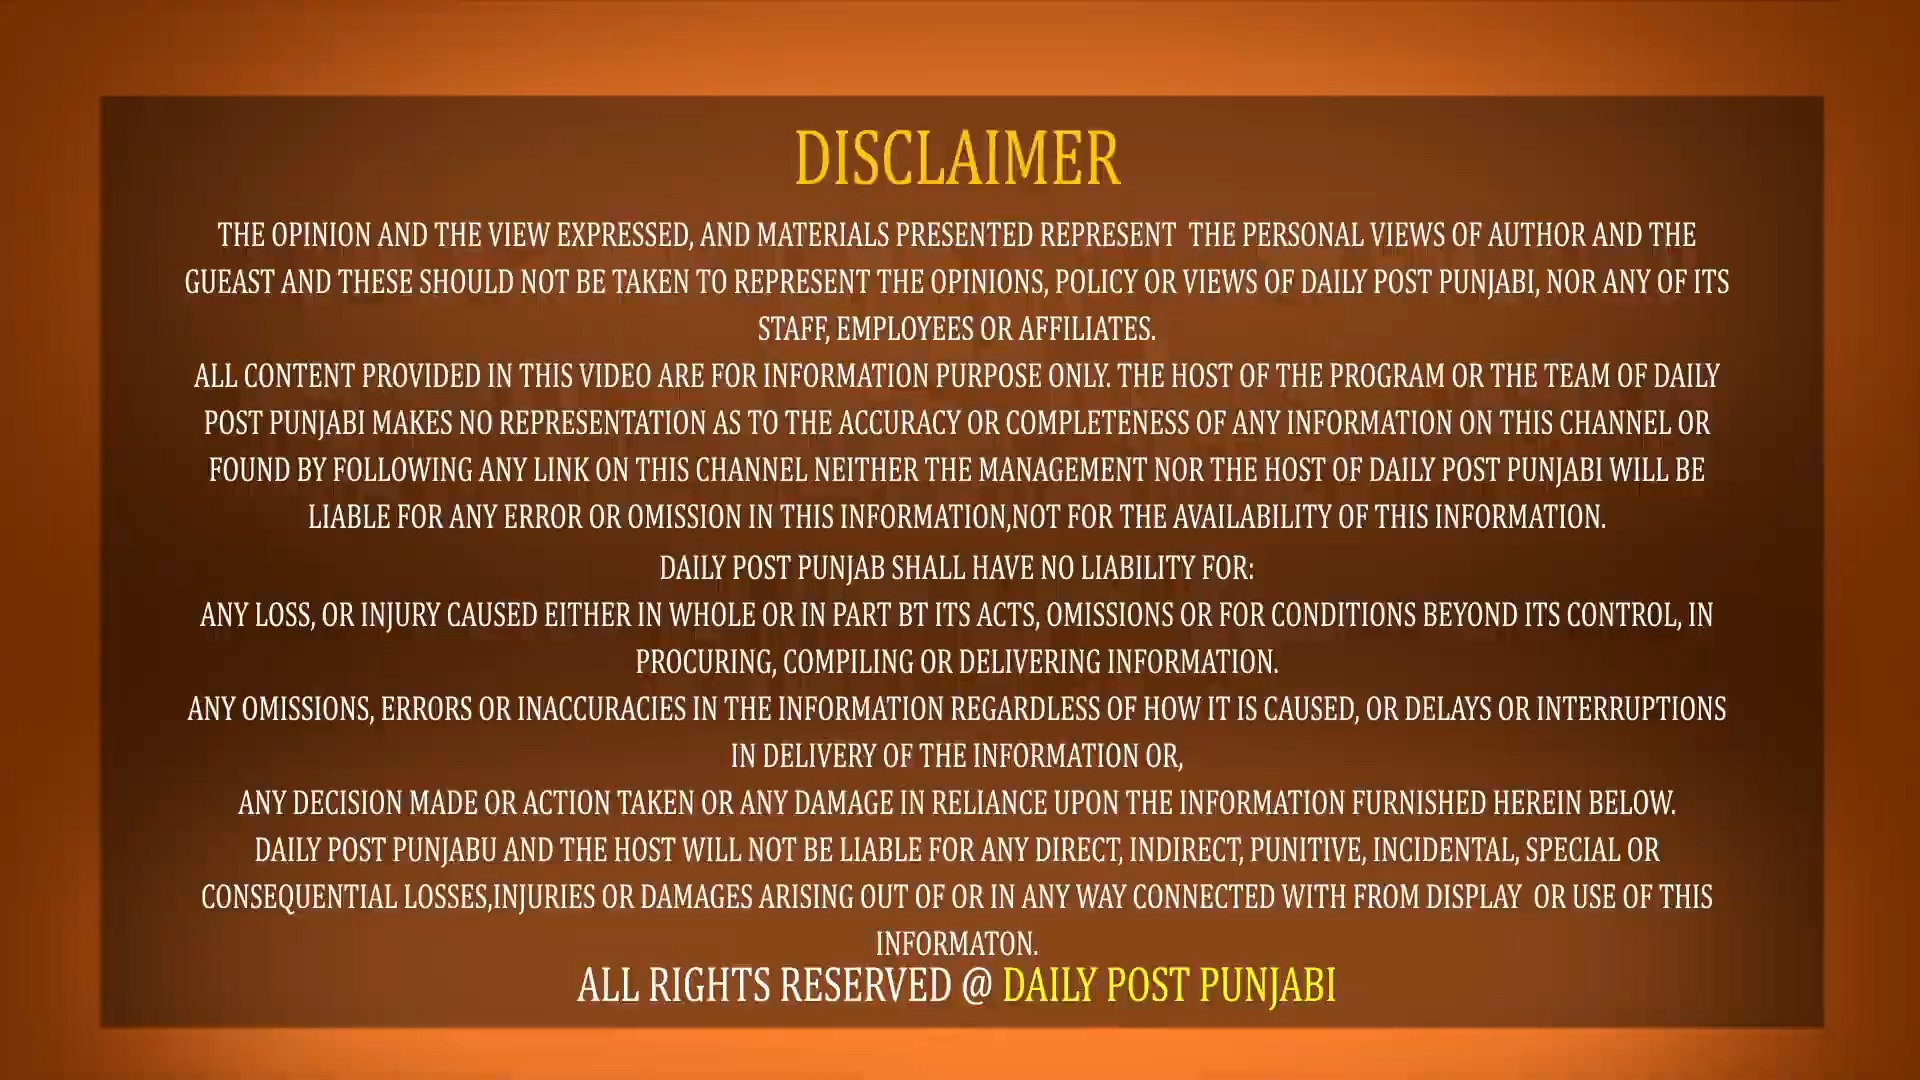 DISCLAIMER
THE OPINION AND THE VIEW EXPRESSED, AND MATERIALS PRESENTED REPRESENT  THE PERSONAL VIEWS OF AUTHOR AND THE
GUEAST AND THESE SHOULD NOT BE TAKEN TO REPRESENT THE OPINIONS, POLICY OR VIEWS OF DAILY POST PUNJABI, NOR ANY OF ITS
STAFF, EMPLOYEES OR AFFILIATES.
ALL CONTENT PROVIDED IN THIS VIDEO ARE FOR INFORMATION PURPOSE ONLY. THE HOST OF THE PROGRAM OR THE TEAM OF DAILY
POST PUNJABI MAKES NO REPRESENTATION AS TO THE ACCURACY OR COMPLETENESS OF ANY INFORMATION ON THIS CHANNEL OR
FOUND BY FOLLOWING ANY LINK ON THIS CHANNEL NEITHER THE MANAGEMENT NOR THE HOST OF DAILY POST PUNJABI WILL BE
LIABLE FOR ANY ERROR OR OMISSION IN THIS INFORMATION,NOT FOR THE AVAILABILITY OF THIS INFORMATION.
DAILY POST PUNJAB SHALL HAVE NO LIABILITY FOR:
ANY LOSS, OR INJURY CAUSED EITHER IN WHOLE OR IN PART BT ITS ACTS, OMISSIONS OR FOR CONDITIONS BEYOND ITS CONTROL, IN
PROCURING, COMPILING OR DELIVERING INFORMATION.
ANY OMISSIONS, ERRORS OR INACCURACIES IN THE INFORMATION REGARDLESS OF HOW IT IS CAUSED, OR DELAYS OR INTERRUPTIONS
IN DELIVERY OF THE INFORMATION OR,
ANY DECISION MADE OR ACTION TAKEN OR ANY DAMAGE IN RELIANCE UPON THE INFORMATION FURNISHED HEREIN BELOW.
DAILY POST PUNJABU AND THE HOST WILL NOT BE LIABLE FOR ANY DIRECT, INDIRECT, PUNITIVE, INCIDENTAL, SPECIAL OR
CONSEQUENTIAL LOSSES,INJURIES OR DAMAGES ARISING OUT OF OR IN ANY WAY CONNECTED WITH FROM DISPLAY  OR USE OF THIS
INFORMATON.
ALL RIGHTS RESERVED @ DAILY POST PUNJABI